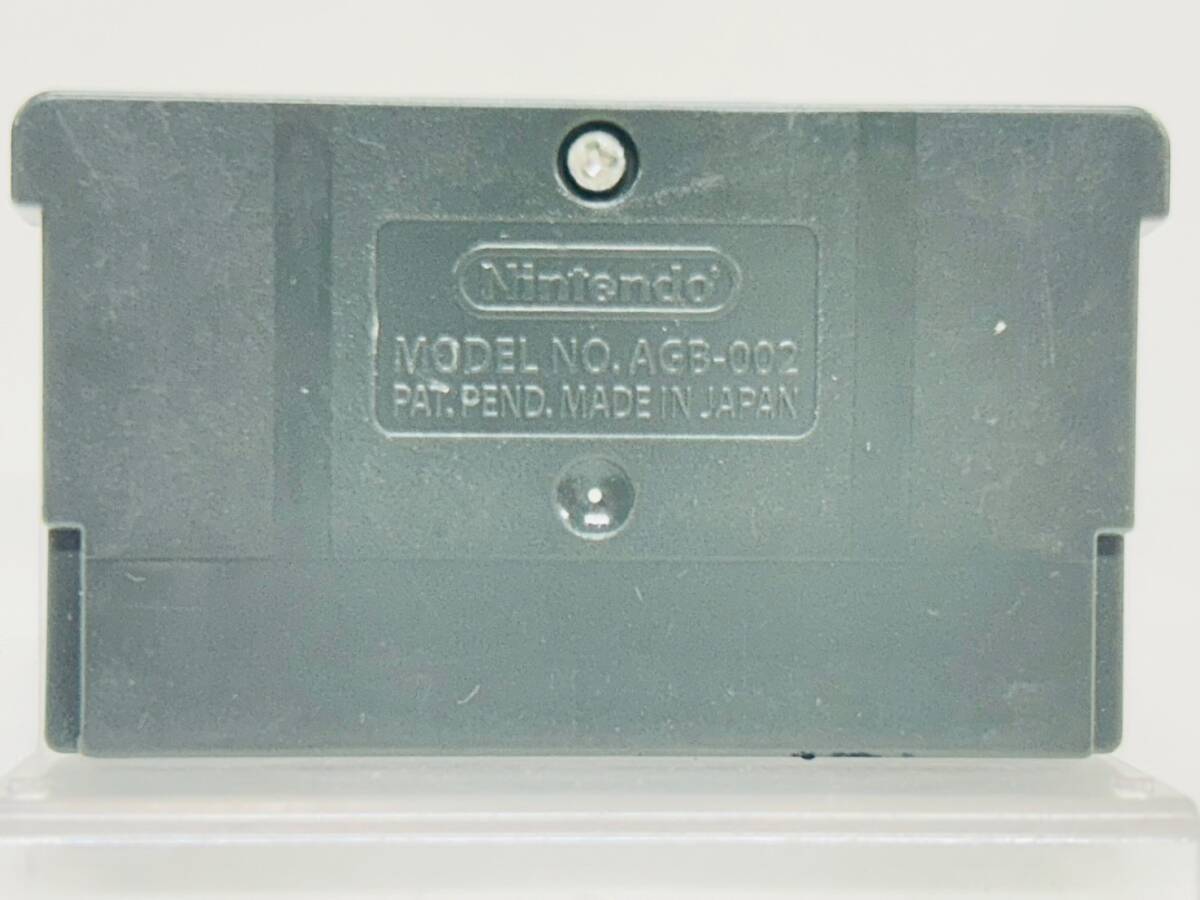 Nintendo®
MODEL NO. AGB-002
PAT. PEND. MADE IN JAPAN